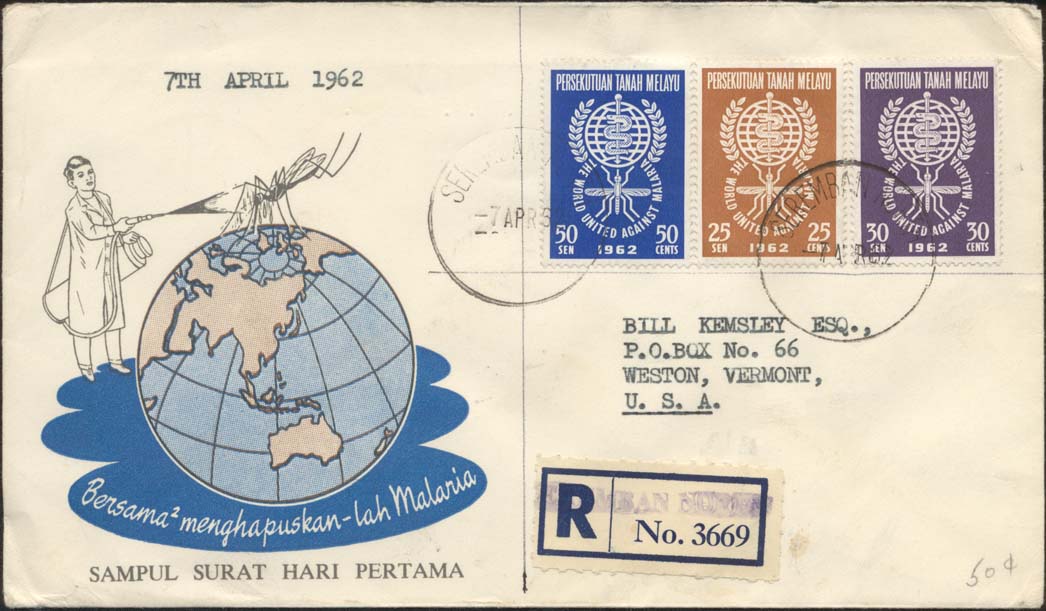 7TH APRIL 1962
Bersama² menghapuskan-lah Malaria
SAMPUL SURAT HARI PERTAMA
PERSEKUTUAN TANAH MELAYU
THE WORLD UNITED AGAINST MALARIA
50 SEN
1962
50 CENTS
PERSEKUTUAN TANAH MELAYU
THE WORLD UNITED AGAINST MALARIA
25 SEN
1962
25 CENTS
PERSEKUTUAN TANAH MELAYU
THE WORLD UNITED AGAINST MALARIA
30 SEN
1962
30 CENTS
-7 APR
SEREMBAN
BILL KEMSLEY ESQ.,
P.O.BOX No. 66
WESTON, VERMONT,
U. S. A.
R
No. 3669
50¢